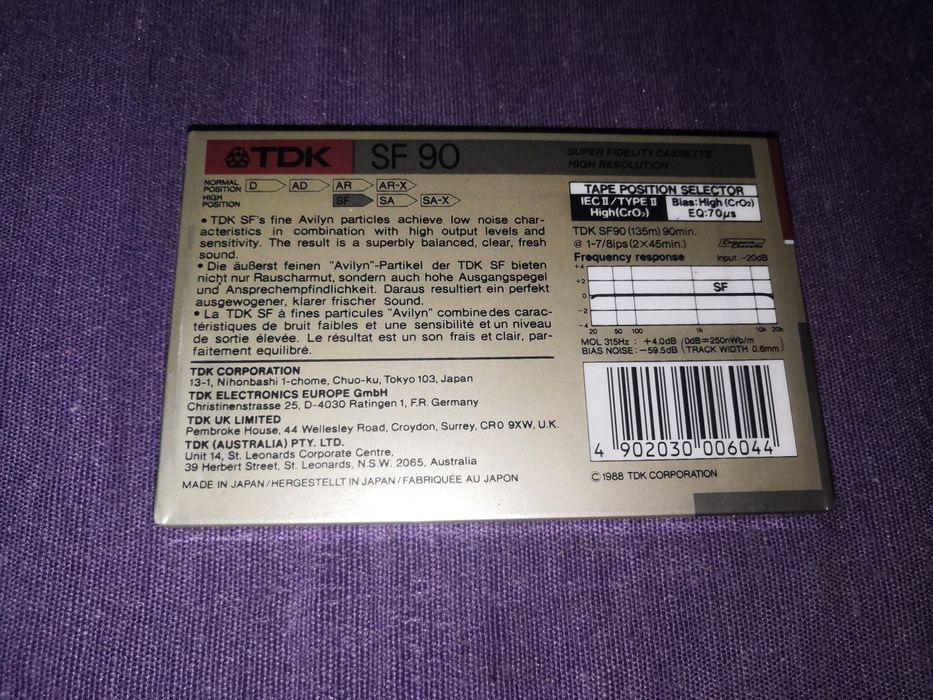 TDK SF 90 SUPER FIDELITY CASSETTE
HIGH RESOLUTION
NORMAL POSITION D AD AR AR-X
HIGH POSITION SF SA SA-X
• TDK SF's fine Avilyn particles achieve low noise char-
acteristics in combination with high output levels and
sensitivity. The result is a superbly balanced, clear, fresh
sound.
• Die äußerst feinen "Avilyn"-Partikel der TDK SF bieten
nicht nur Rauscharmut, sondern auch hohe Ausgangspegel
und Ansprechempfindlichkeit. Daraus resultiert ein perfekt
ausgewogener, klarer frischer Sound.
• La TDK SF à fines particules "Avilyn" combine des carac-
téristiques de bruit faibles et une sensibilité et un niveau
de sortie élevée. Le résultat est un son frais et clair, par-
faitement equilibré.
TDK CORPORATION
13-1, Nihonbashi 1-chome, Chuo-ku, Tokyo 103, Japan
TDK ELECTRONICS EUROPE GmbH
Christinenstrasse 25, D-4030 Ratingen 1, F.R. Germany
TDK UK LIMITED
Pembroke House, 44 Wellesley Road, Croydon, Surrey, CR0 9XW, U.K.
TDK (AUSTRALIA) PTY. LTD.
Unit 14, St. Leonards Corporate Centre,
39 Herbert Street, St. Leonards, N.S.W. 2065, Australia
MADE IN JAPAN/HERGESTELLT IN JAPAN/FABRIQUÉE AU JAPON
TAPE POSITION SELECTOR
IEC II/TYPE II Bias: High (CrO₂)
High(CrO₂) EQ:70µs
TDK SF90 (135m) 90min.
@ 1-7/8ips (2×45min.)
Frequency response Input: -20dB
+4
+2
0
-2
-4
SF
20 50 100 1k 10k 20k
MOL 315Hz : +4.0dB (0dB=250nWb/m
BIAS NOISE: -59.5dB TRACK WIDTH 0.6mm)
4 902030 006044
© 1988 TDK CORPORATION